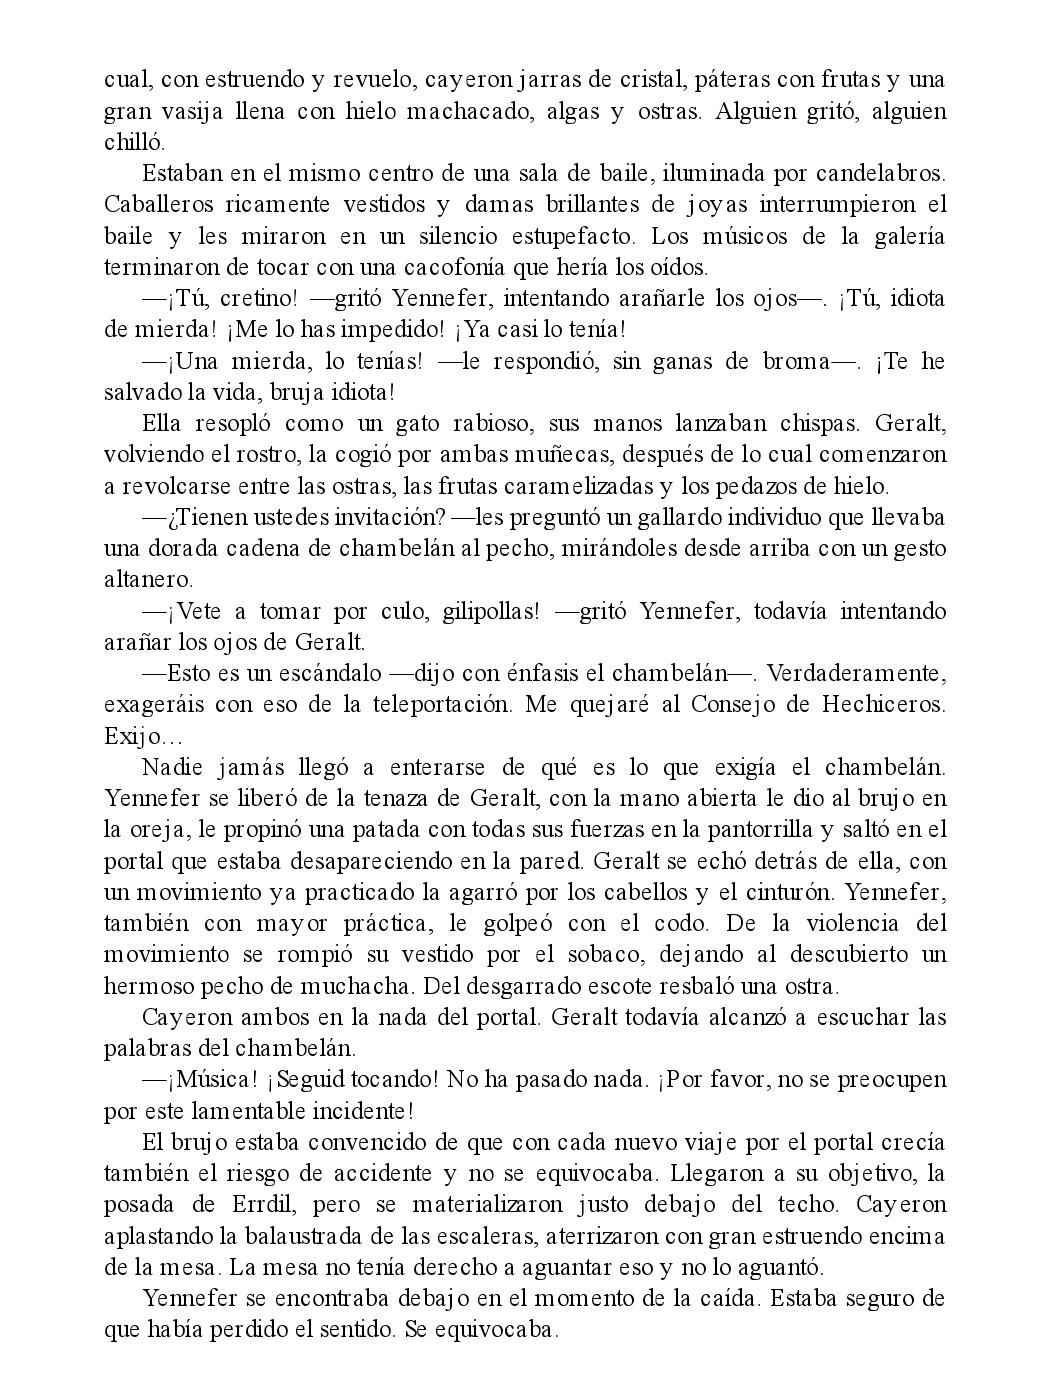 cual, con estruendo y revuelo, cayeron jarras de cristal, páteras con frutas y una
gran vasija llena con hielo machacado, algas y ostras. Alguien gritó, alguien
chilló.
Estaban en el mismo centro de una sala de baile, iluminada por candelabros.
Caballeros ricamente vestidos y damas brillantes de joyas interrumpieron el
baile y les miraron en un silencio estupefacto. Los músicos de la galería
terminaron de tocar con una cacofonía que hería los oídos.
—¡Tú, cretino! —gritó Yennefer, intentando arañarle los ojos—. ¡Tú, idiota
de mierda! ¡Me lo has impedido! ¡Ya casi lo tenía!
—¡Una mierda, lo tenías! —le respondió, sin ganas de broma—. ¡Te he
salvado la vida, bruja idiota!
Ella resopló como un gato rabioso, sus manos lanzaban chispas. Geralt,
volviendo el rostro, la cogió por ambas muñecas, después de lo cual comenzaron
a revolcarse entre las ostras, las frutas caramelizadas y los pedazos de hielo.
—¿Tienen ustedes invitación? —les preguntó un gallardo individuo que llevaba
una dorada cadena de chambelán al pecho, mirándoles desde arriba con un gesto
altanero.
—¡Vete a tomar por culo, gilipollas! —gritó Yennefer, todavía intentando
arañar los ojos de Geralt.
—Esto es un escándalo —dijo con énfasis el chambelán—. Verdaderamente,
exageráis con eso de la teleportación. Me quejaré al Consejo de Hechiceros.
Exijo…
Nadie jamás llegó a enterarse de qué es lo que exigía el chambelán.
Yennefer se liberó de la tenaza de Geralt, con la mano abierta le dio al brujo en
la oreja, le propinó una patada con todas sus fuerzas en la pantorrilla y saltó en el
portal que estaba desapareciendo en la pared. Geralt se echó detrás de ella, con
un movimiento ya practicado la agarró por los cabellos y el cinturón. Yennefer,
también con mayor práctica, le golpeó con el codo. De la violencia del
movimiento se rompió su vestido por el sobaco, dejando al descubierto un
hermoso pecho de muchacha. Del desgarrado escote resbaló una ostra.
Cayeron ambos en la nada del portal. Geralt todavía alcanzó a escuchar las
palabras del chambelán.
—¡Música! ¡Seguid tocando! No ha pasado nada. ¡Por favor, no se preocupen
por este lamentable incidente!
El brujo estaba convencido de que con cada nuevo viaje por el portal crecía
también el riesgo de accidente y no se equivocaba. Llegaron a su objetivo, la
posada de Errdil, pero se materializaron justo debajo del techo. Cayeron
aplastando la balaustrada de las escaleras, aterrizaron con gran estruendo encima
de la mesa. La mesa no tenía derecho a aguantar eso y no lo aguantó.
Yennefer se encontraba debajo en el momento de la caída. Estaba seguro de
que había perdido el sentido. Se equivocaba.